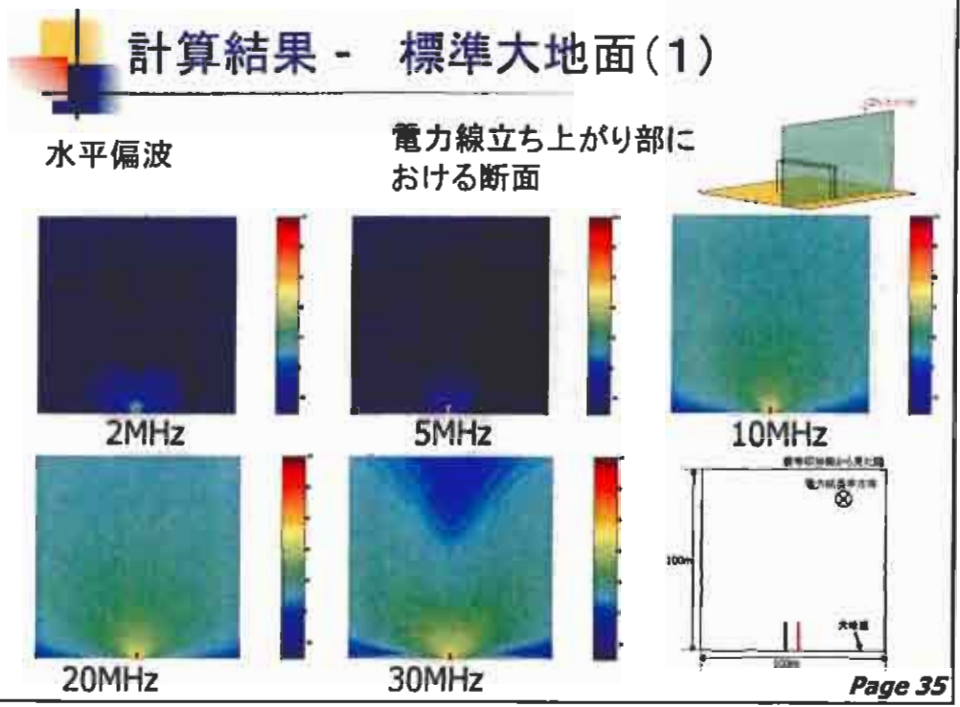 計算結果 - 標準大地面(1)
水平偏波
電力線立ち上がり部に
おける断面
2MHz
5MHz
10MHz
20MHz
30MHz
100m
大地面
100m
Page 35